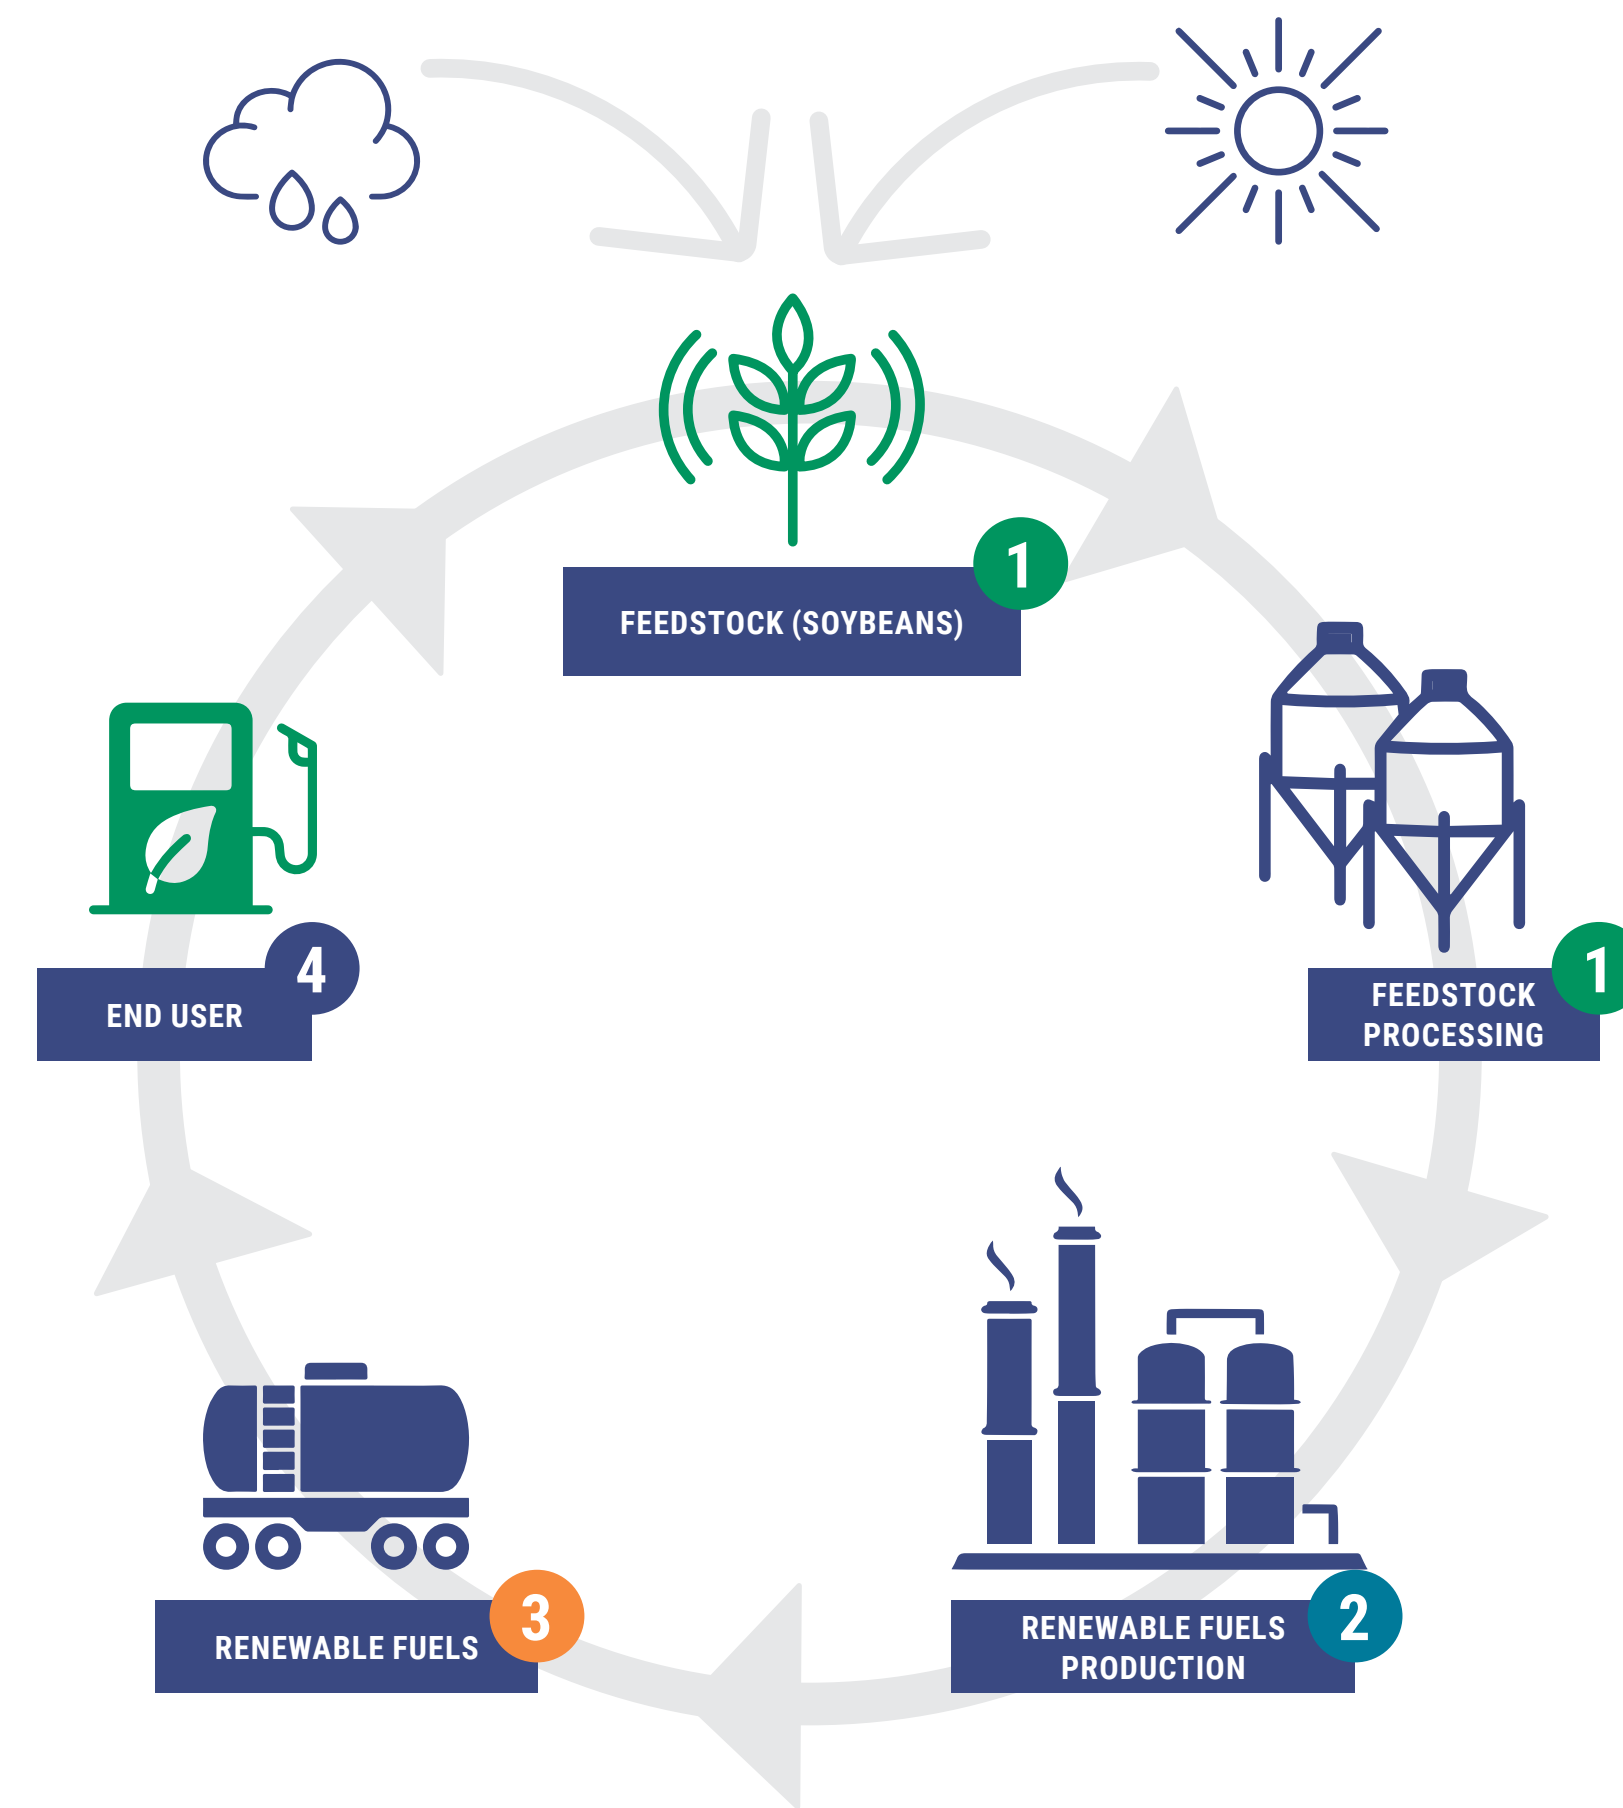 1
FEEDSTOCK (SOYBEANS)
1
FEEDSTOCK
PROCESSING
2
RENEWABLE FUELS
PRODUCTION
3
RENEWABLE FUELS
4
END USER